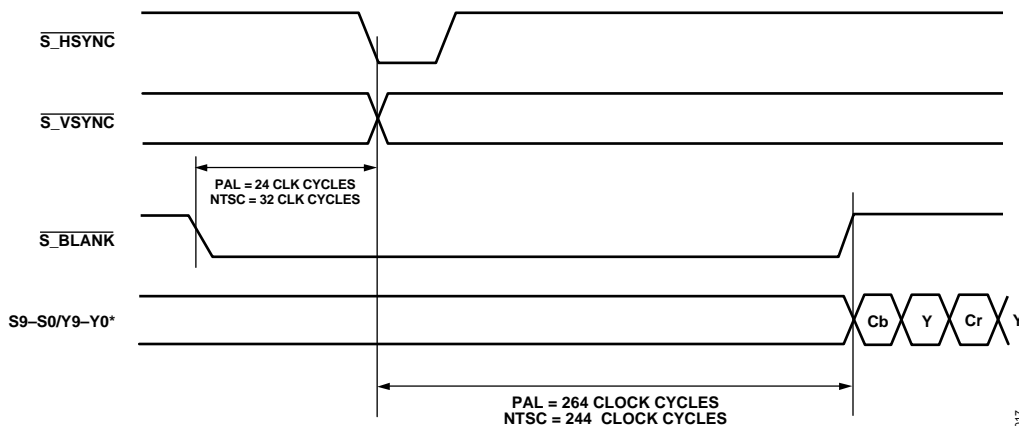 S_HSYNC
S_VSYNC
PAL = 24 CLK CYCLES
NTSC = 32 CLK CYCLES
S_BLANK
S9–S0/Y9–Y0*
Cb Y Cr Y
PAL = 264 CLOCK CYCLES
NTSC = 244 CLOCK CYCLES